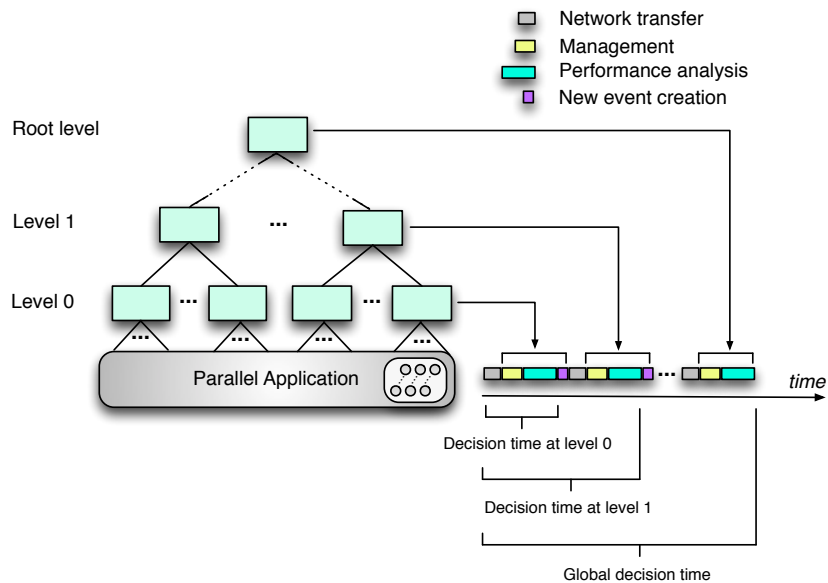 Network transfer
Management
Performance analysis
New event creation
Root level
Level 1
...
Level 0
... ...
... ... ... ...
Parallel Application
...
time
Decision time at level 0
Decision time at level 1
Global decision time